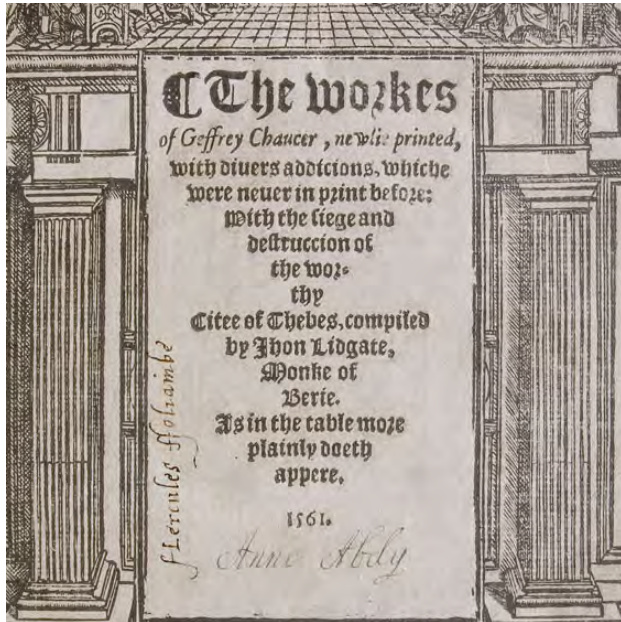 ❡The workes
of Geffrey Chaucer, newlie printed,
with diuers addicions, whiche
were neuer in print before:
With the siege and
destruccion of
the wor⸗
thy
Citee of Thebes, compiled
by Jhon Lidgate,
Monke of
Berie.
As in the table more
plainly doeth
appere.
1561.
Hercules ffoliambe
Anne Abdy